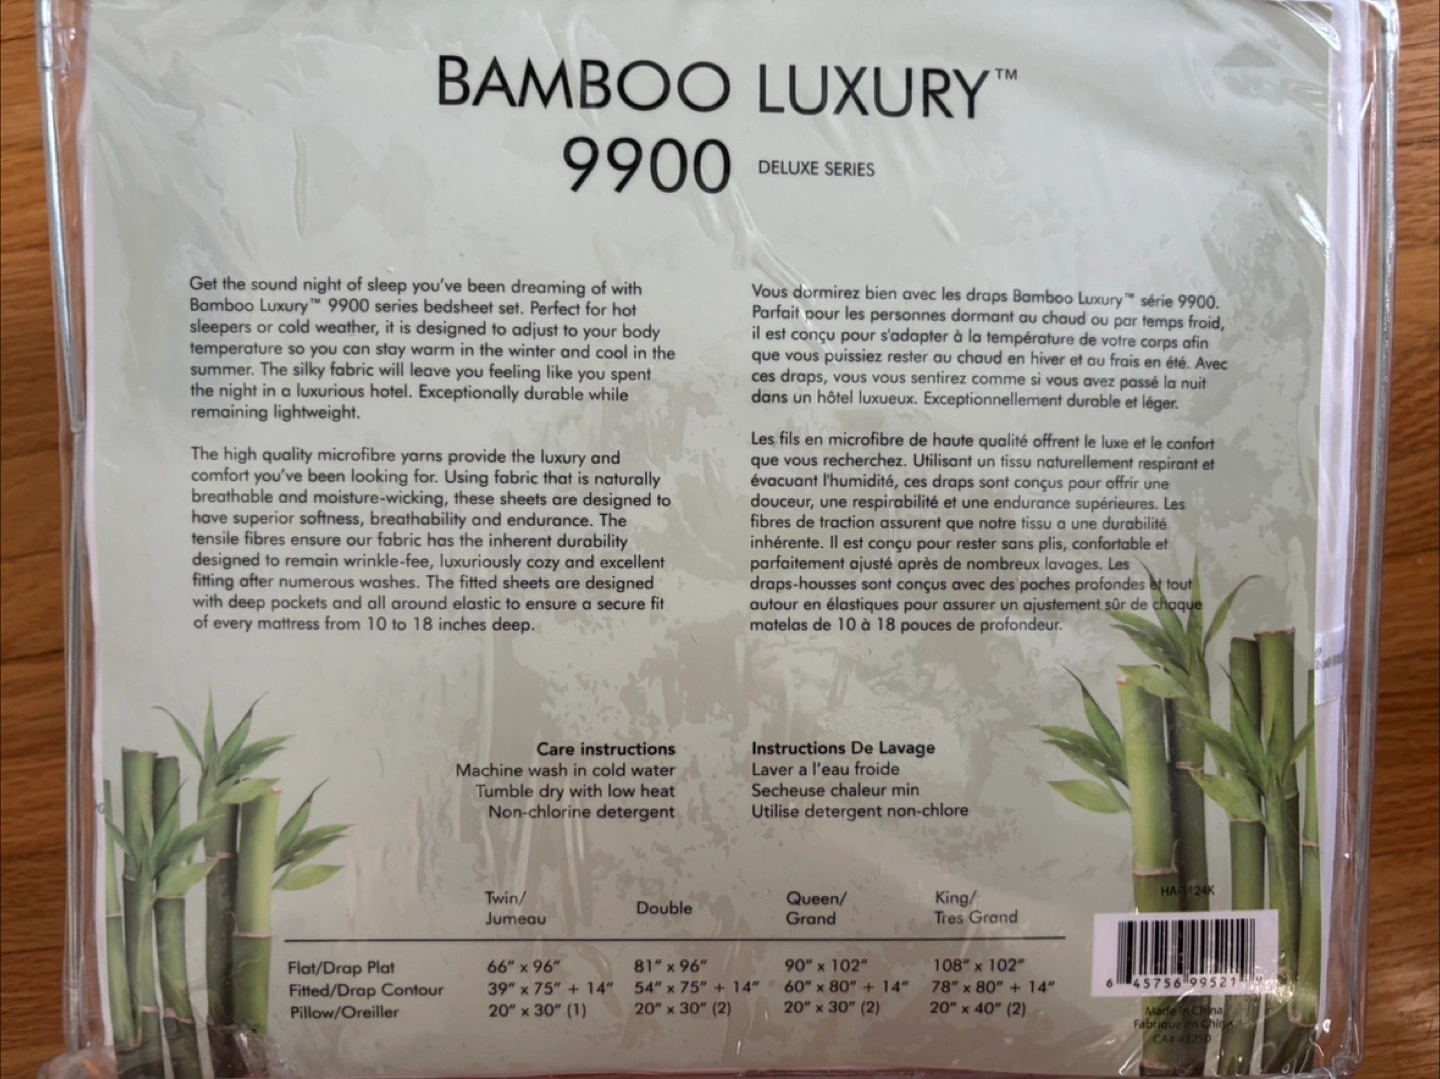 BAMBOO LUXURY™
9900 DELUXE SERIES
Get the sound night of sleep you've been dreaming of with
Bamboo Luxury™ 9900 series bedsheet set. Perfect for hot
sleepers or cold weather, it is designed to adjust to your body
temperature so you can stay warm in the winter and cool in the
summer. The silky fabric will leave you feeling like you spent
the night in a luxurious hotel. Exceptionally durable while
remaining lightweight.
The high quality microfibre yarns provide the luxury and
comfort you've been looking for. Using fabric that is naturally
breathable and moisture-wicking, these sheets are designed to
have superior softness, breathability and endurance. The
tensile fibres ensure our fabric has the inherent durability
designed to remain wrinkle-fee, luxuriously cozy and excellent
fitting after numerous washes. The fitted sheets are designed
with deep pockets and all around elastic to ensure a secure fit
of every mattress from 10 to 18 inches deep.
Vous dormirez bien avec les draps Bamboo Luxury™ série 9900.
Parfait pour les personnes dormant au chaud ou par temps froid,
il est conçu pour s'adapter à la température de votre corps afin
que vous puissiez rester au chaud en hiver et au frais en été. Avec
ces draps, vous vous sentirez comme si vous avez passé la nuit
dans un hôtel luxueux. Exceptionnellement durable et léger.
Les fils en microfibre de haute qualité offrent le luxe et le confort
que vous recherchez. Utilisant un tissu naturellement respirant et
évacuant l'humidité, ces draps sont conçus pour offrir une
douceur, une respirabilité et une endurance supérieures. Les
fibres de traction assurent que notre tissu a une durabilité
inhérente. Il est conçu pour rester sans plis, confortable et
parfaitement ajusté après de nombreux lavages. Les
draps-housses sont conçus avec des poches profondes et tout
autour en élastiques pour assurer un ajustement sûr de chaque
matelas de 10 à 18 pouces de profondeur.
Care instructions
Machine wash in cold water
Tumble dry with low heat
Non-chlorine detergent
Instructions De Lavage
Laver a l'eau froide
Secheuse chaleur min
Utilise detergent non-chlore
Twin/ Jumeau Double Queen/ Grand King/ Tres Grand
Flat/Drap Plat 66" x 96" 81" x 96" 90" x 102" 108" x 102"
Fitted/Drap Contour 39" x 75" + 14" 54" x 75" + 14" 60" x 80" + 14" 78" x 80" + 14"
Pillow/Oreiller 20" x 30" (1) 20" x 30" (2) 20" x 30" (2) 20" x 40" (2)
6 45756 99521
Made in China
Fabrique en Chine